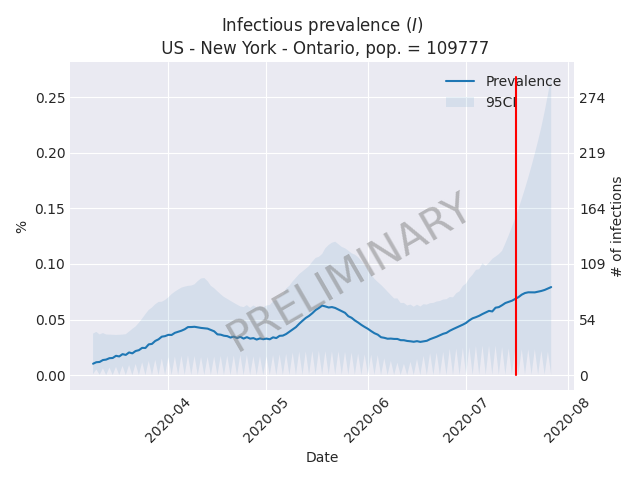 Infectious prevalence (I)
US - New York - Ontario, pop. = 109777
Prevalence
95CI
0.25
0.20
0.15
0.10
0.05
0.00
%
274
219
164
109
54
0
# of infections
PRELIMINARY
2020-04
2020-05
2020-06
2020-07
2020-08
Date